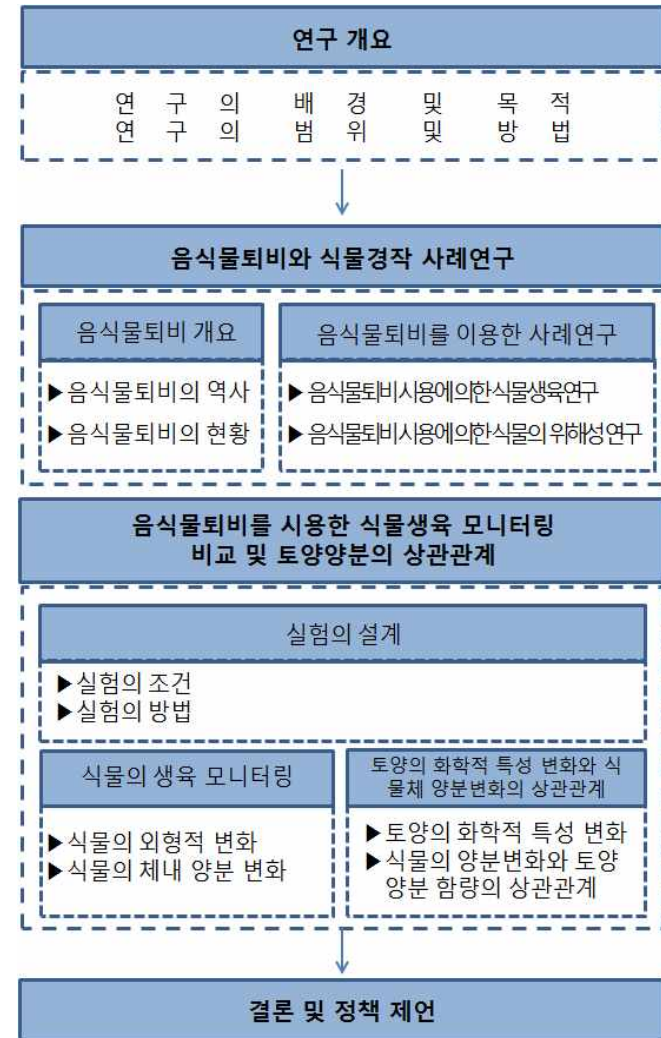 연구 개요
연 구 의 배 경 및 목 적
연 구 의 범 위 및 방 법
음식물퇴비와 식물경작 사례연구
음식물퇴비 개요
▶음식물퇴비의 역사
▶음식물퇴비의 현황
음식물퇴비를 이용한 사례연구
▶음식물퇴비시용에의한식물생육연구
▶음식물퇴비시용에의한식물의위해성연구
음식물퇴비를 시용한 식물생육 모니터링
비교 및 토양양분의 상관관계
실험의 설계
▶실험의 조건
▶실험의 방법
식물의 생육 모니터링
▶식물의 외형적 변화
▶식물의 체내 양분 변화
토양의 화학적 특성 변화와 식
물체 양분변화의 상관관계
▶토양의 화학적 특성 변화
▶식물의 양분변화와 토양
양분 함량의 상관관계
결론 및 정책 제언